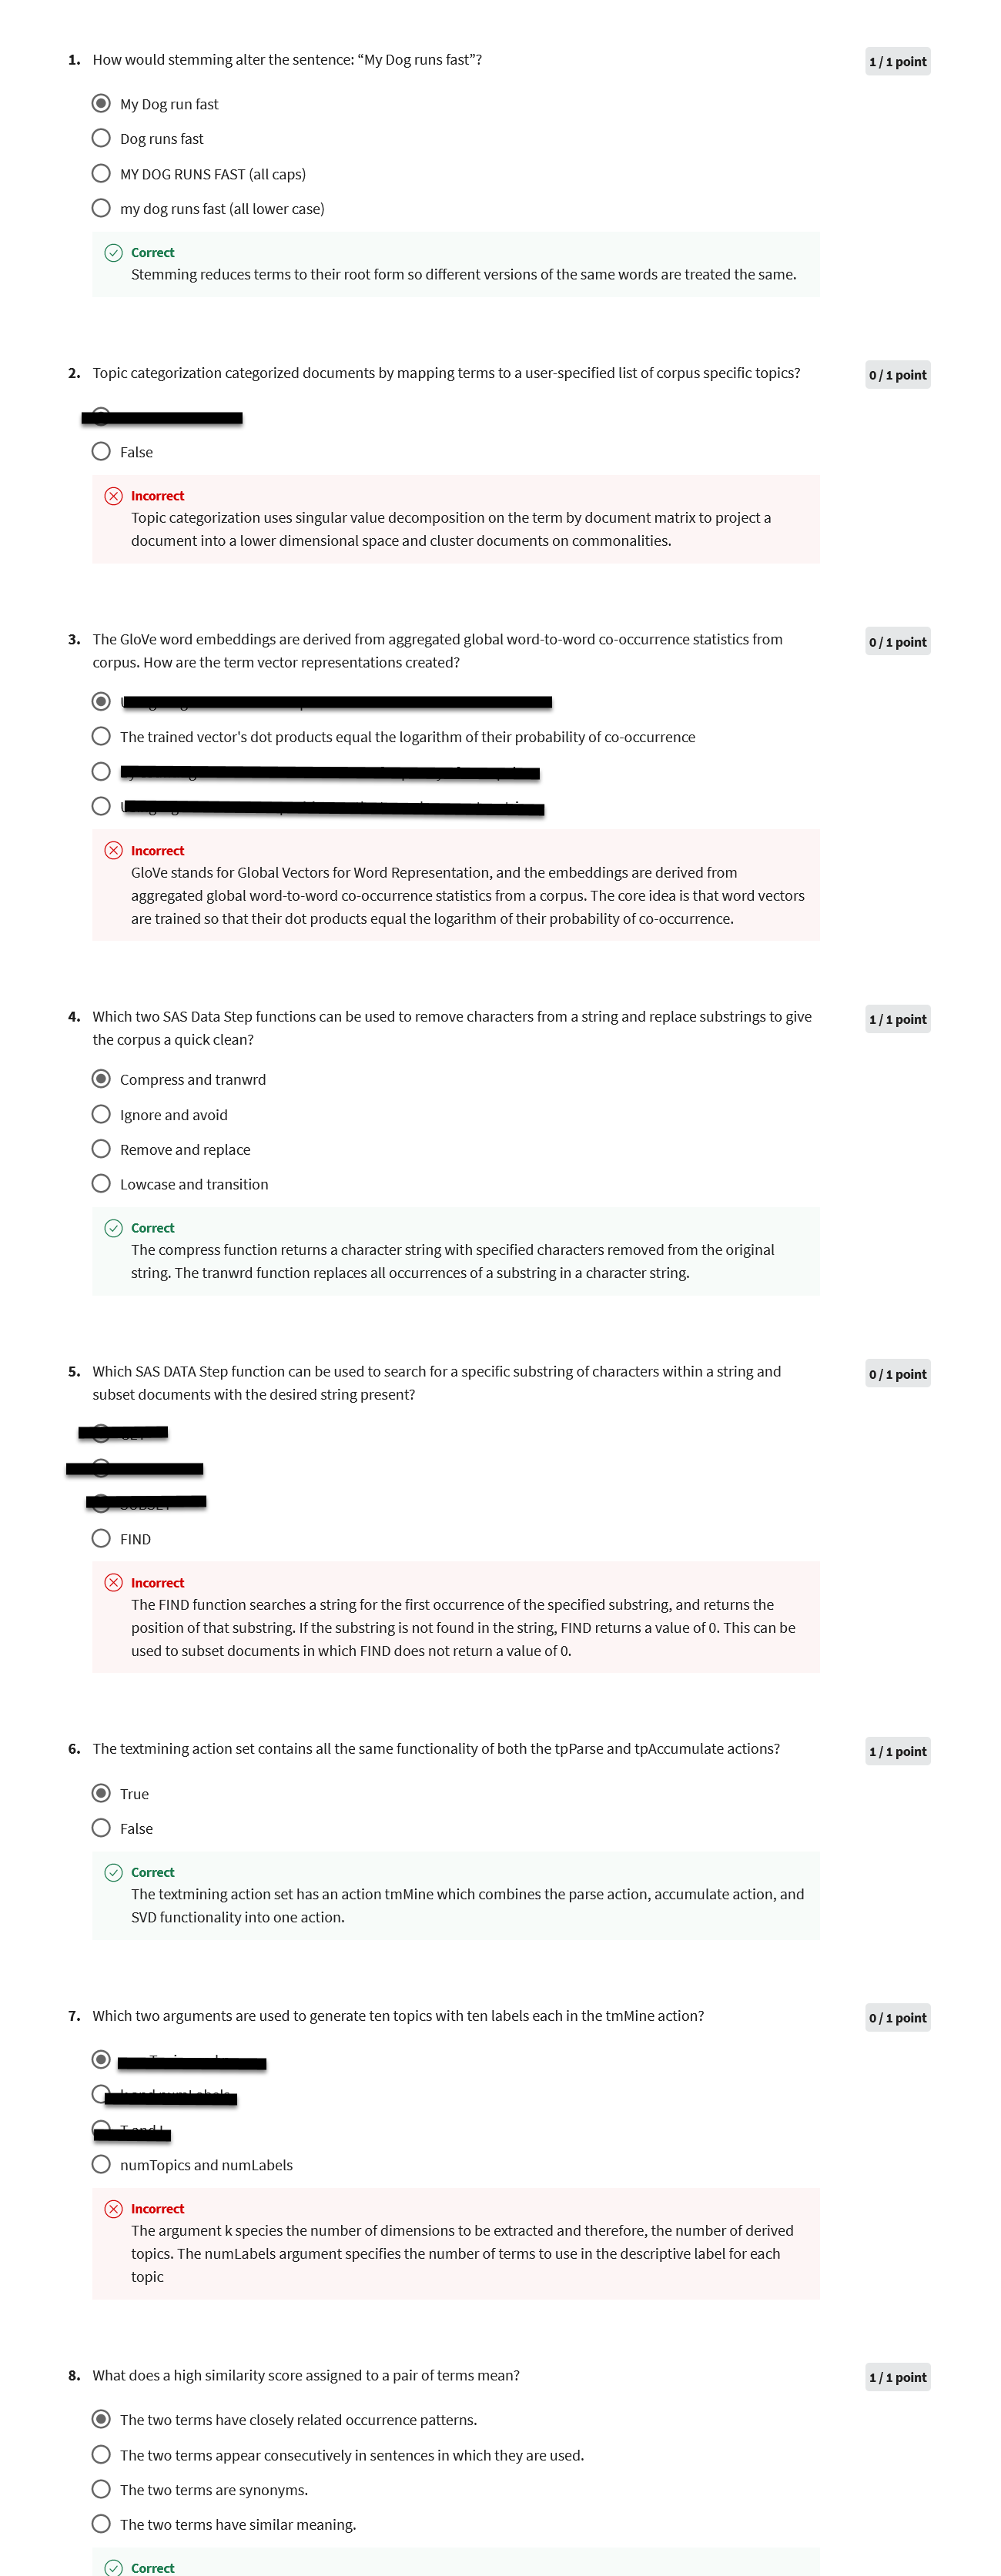 1. How would stemming alter the sentence: “My Dog runs fast”?
1 / 1 point
My Dog run fast
Dog runs fast
MY DOG RUNS FAST (all caps)
my dog runs fast (all lower case)
Correct
Stemming reduces terms to their root form so different versions of the same words are treated the same.
2. Topic categorization categorized documents by mapping terms to a user-specified list of corpus specific topics?
0 / 1 point
False
Incorrect
Topic categorization uses singular value decomposition on the term by document matrix to project a
document into a lower dimensional space and cluster documents on commonalities.
3. The GloVe word embeddings are derived from aggregated global word-to-word co-occurrence statistics from
corpus. How are the term vector representations created?
0 / 1 point
The trained vector's dot products equal the logarithm of their probability of co-occurrence
Incorrect
GloVe stands for Global Vectors for Word Representation, and the embeddings are derived from
aggregated global word-to-word co-occurrence statistics from a corpus. The core idea is that word vectors
are trained so that their dot products equal the logarithm of their probability of co-occurrence.
4. Which two SAS Data Step functions can be used to remove characters from a string and replace substrings to give
the corpus a quick clean?
1 / 1 point
Compress and tranwrd
Ignore and avoid
Remove and replace
Lowcase and transition
Correct
The compress function returns a character string with specified characters removed from the original
string. The tranwrd function replaces all occurrences of a substring in a character string.
5. Which SAS DATA Step function can be used to search for a specific substring of characters within a string and
subset documents with the desired string present?
0 / 1 point
FIND
Incorrect
The FIND function searches a string for the first occurrence of the specified substring, and returns the
position of that substring. If the substring is not found in the string, FIND returns a value of 0. This can be
used to subset documents in which FIND does not return a value of 0.
6. The textmining action set contains all the same functionality of both the tpParse and tpAccumulate actions?
1 / 1 point
True
False
Correct
The textmining action set has an action tmMine which combines the parse action, accumulate action, and
SVD functionality into one action.
7. Which two arguments are used to generate ten topics with ten labels each in the tmMine action?
0 / 1 point
numTopics and numLabels
Incorrect
The argument k species the number of dimensions to be extracted and therefore, the number of derived
topics. The numLabels argument specifies the number of terms to use in the descriptive label for each
topic
8. What does a high similarity score assigned to a pair of terms mean?
1 / 1 point
The two terms have closely related occurrence patterns.
The two terms appear consecutively in sentences in which they are used.
The two terms are synonyms.
The two terms have similar meaning.
Correct